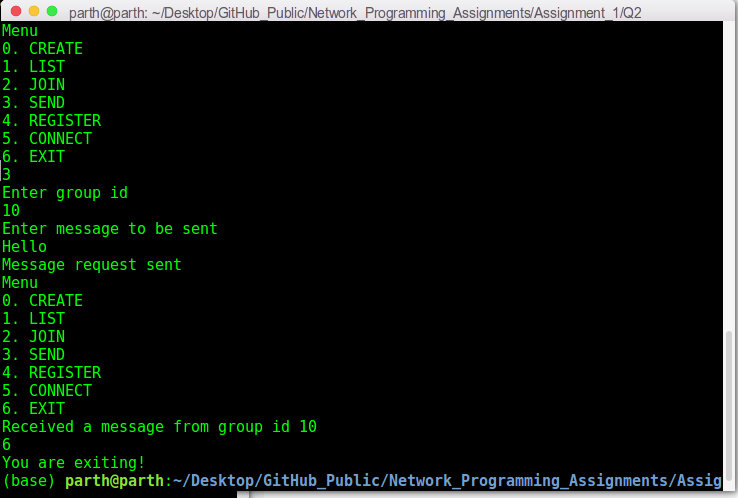 parth@parth: ~/Desktop/GitHub_Public/Network_Programming_Assignments/Assignment_1/Q2
Menu
0. CREATE
1. LIST
2. JOIN
3. SEND
4. REGISTER
5. CONNECT
6. EXIT
3
Enter group id
10
Enter message to be sent
Hello
Message request sent
Menu
0. CREATE
1. LIST
2. JOIN
3. SEND
4. REGISTER
5. CONNECT
6. EXIT
Received a message from group id 10
6
You are exiting!
(base) parth@parth:~/Desktop/GitHub_Public/Network_Programming_Assignments/Assig